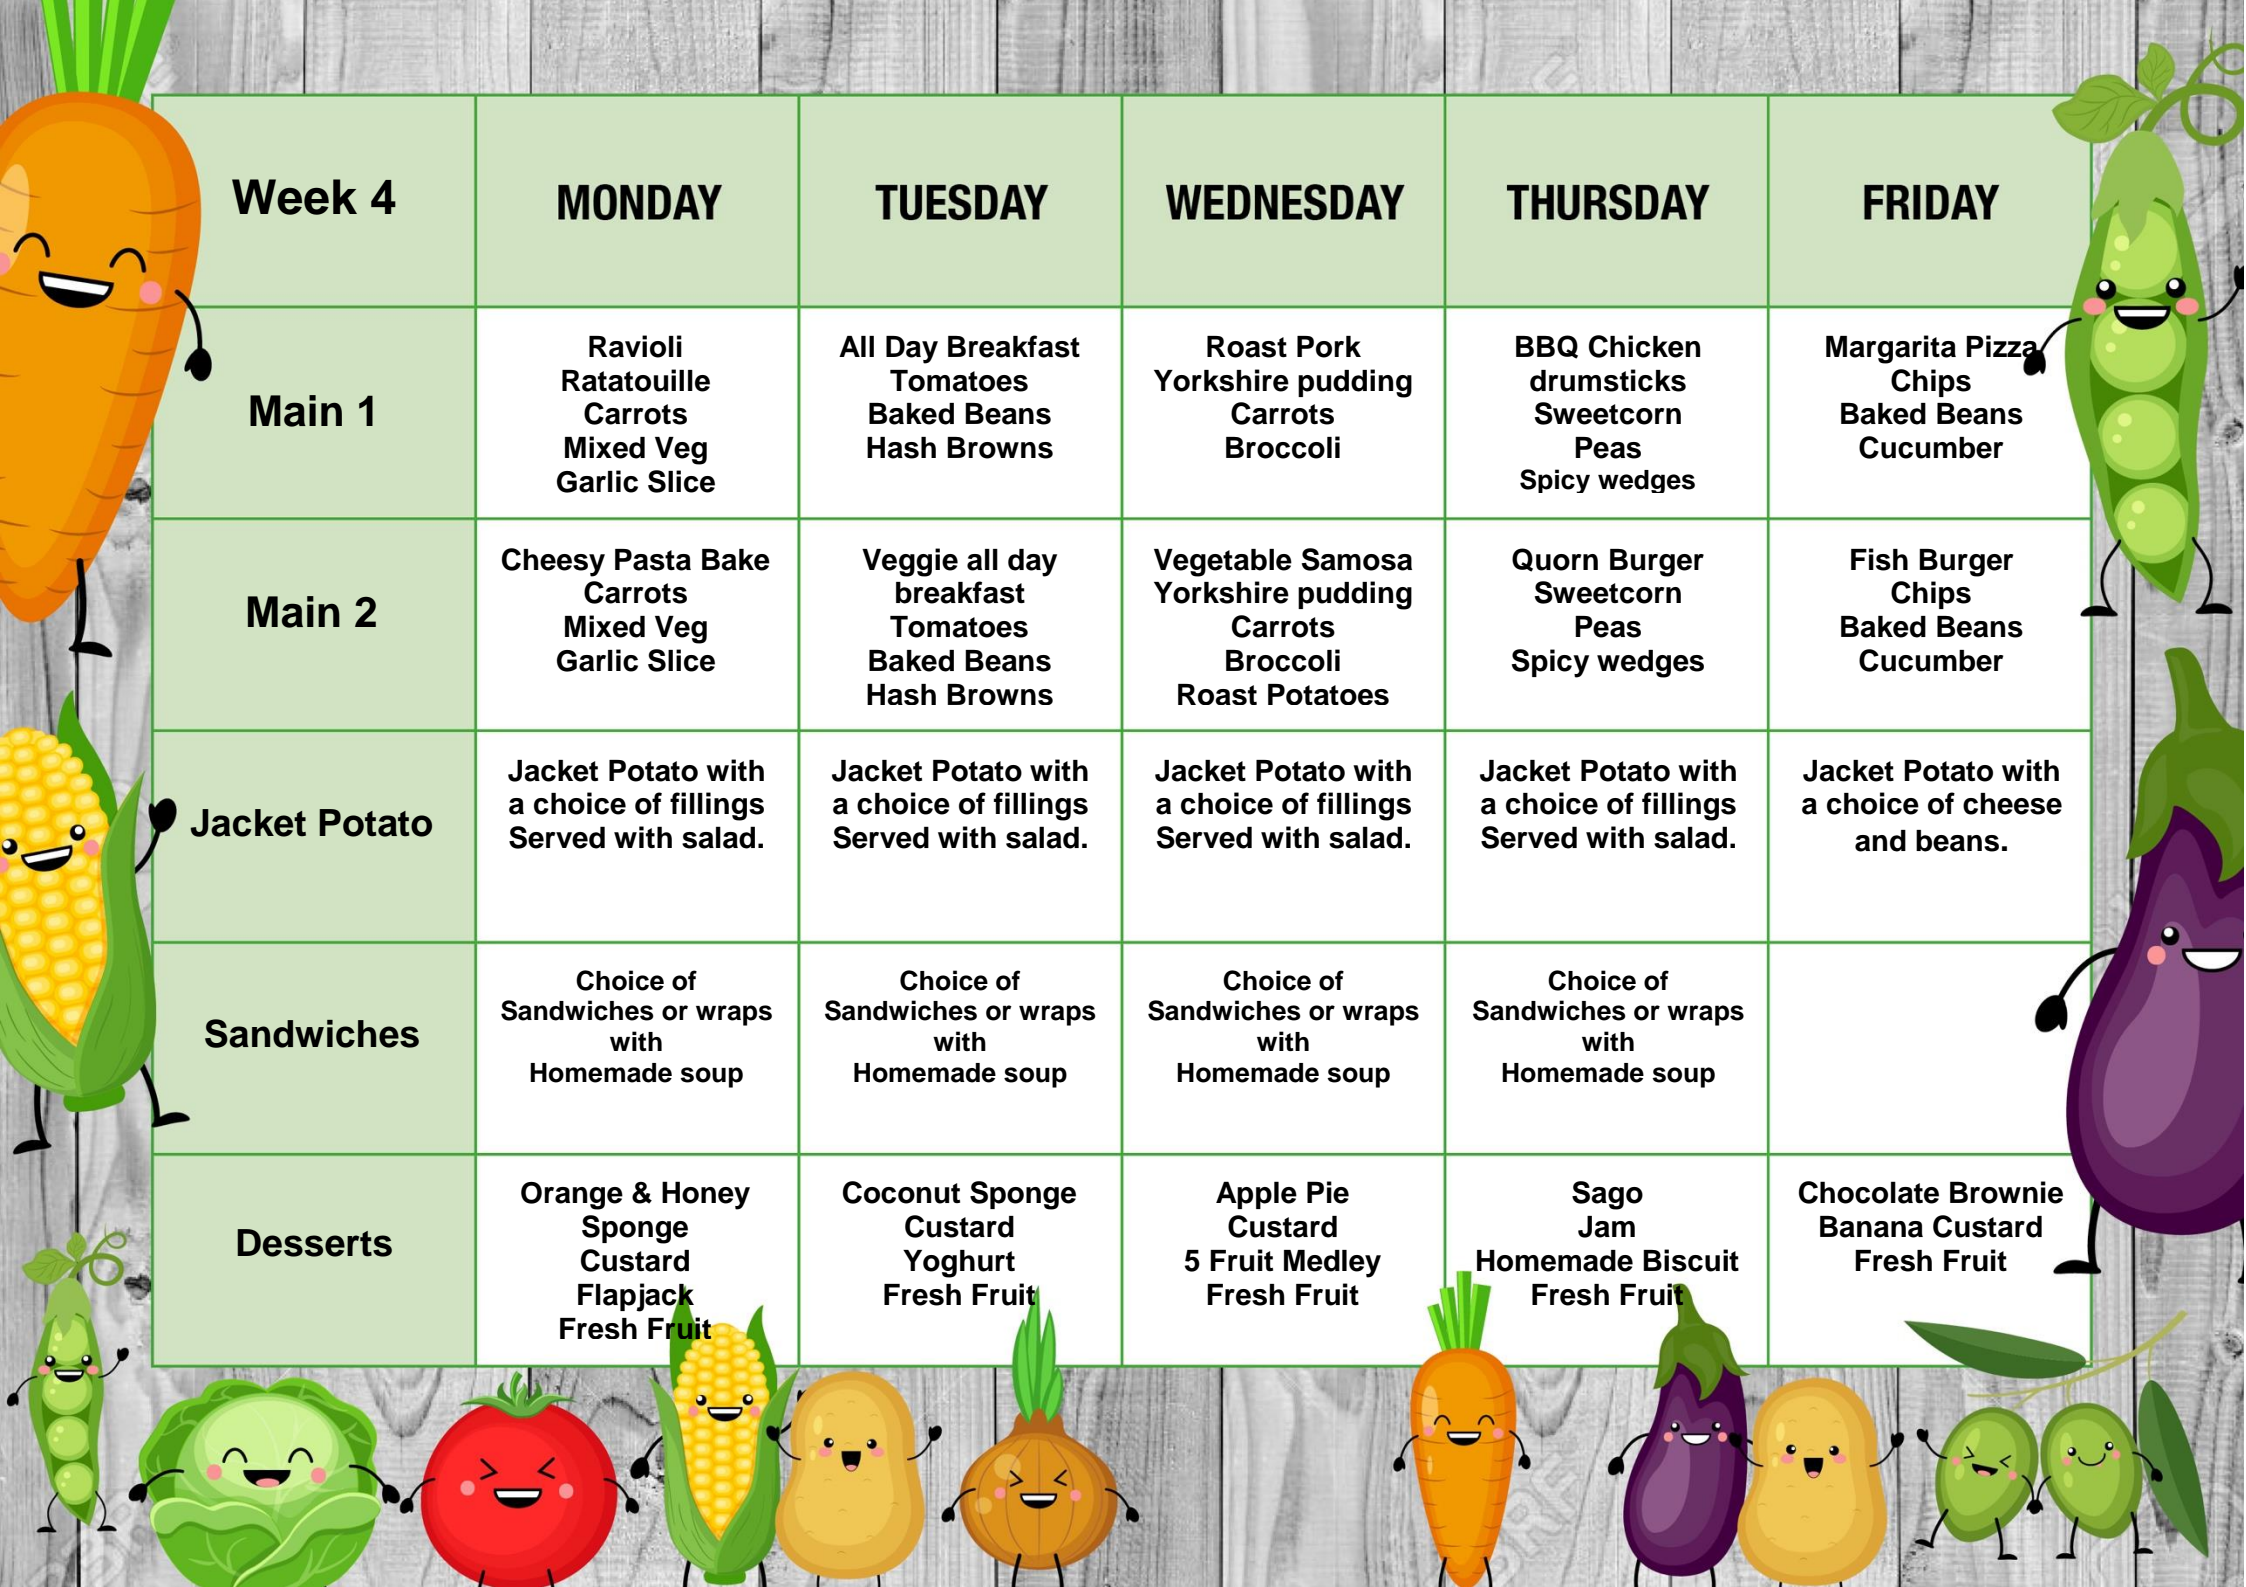 Week 4
MONDAY
TUESDAY
WEDNESDAY
THURSDAY
FRIDAY
Main 1
Ravioli
Ratatouille
Carrots
Mixed Veg
Garlic Slice
All Day Breakfast
Tomatoes
Baked Beans
Hash Browns
Roast Pork
Yorkshire pudding
Carrots
Broccoli
BBQ Chicken
drumsticks
Sweetcorn
Peas
Spicy wedges
Margarita Pizza
Chips
Baked Beans
Cucumber
Main 2
Cheesy Pasta Bake
Carrots
Mixed Veg
Garlic Slice
Veggie all day
breakfast
Tomatoes
Baked Beans
Hash Browns
Vegetable Samosa
Yorkshire pudding
Carrots
Broccoli
Roast Potatoes
Quorn Burger
Sweetcorn
Peas
Spicy wedges
Fish Burger
Chips
Baked Beans
Cucumber
Jacket Potato
Jacket Potato with
a choice of fillings
Served with salad.
Jacket Potato with
a choice of fillings
Served with salad.
Jacket Potato with
a choice of fillings
Served with salad.
Jacket Potato with
a choice of fillings
Served with salad.
Jacket Potato with
a choice of cheese
and beans.
Sandwiches
Choice of
Sandwiches or wraps
with
Homemade soup
Choice of
Sandwiches or wraps
with
Homemade soup
Choice of
Sandwiches or wraps
with
Homemade soup
Choice of
Sandwiches or wraps
with
Homemade soup
Desserts
Orange & Honey
Sponge
Custard
Flapjack
Fresh Fruit
Coconut Sponge
Custard
Yoghurt
Fresh Fruit
Apple Pie
Custard
5 Fruit Medley
Fresh Fruit
Sago
Jam
Homemade Biscuit
Fresh Fruit
Chocolate Brownie
Banana Custard
Fresh Fruit